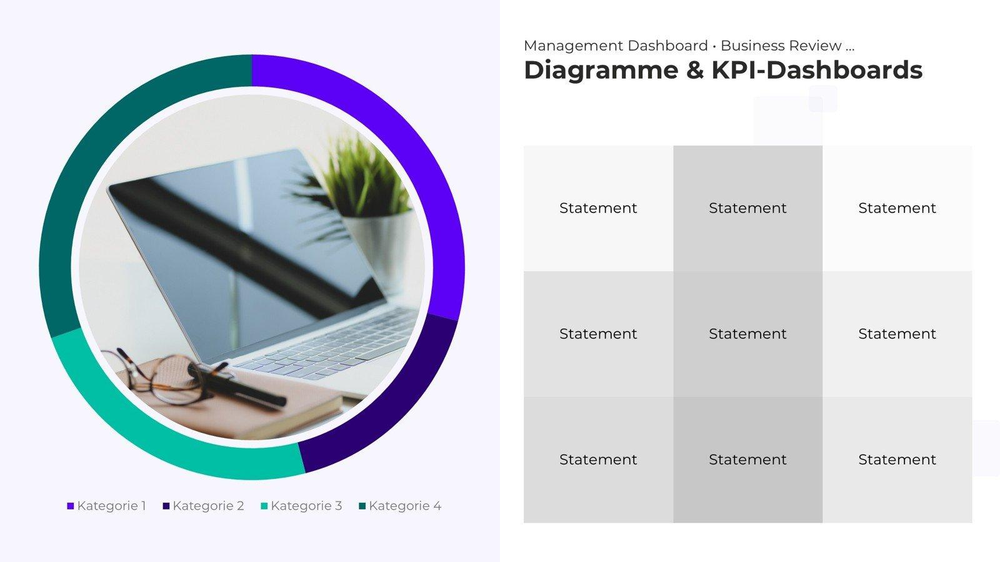 Management Dashboard • Business Review ...
Diagramme & KPI-Dashboards
Statement Statement Statement
Statement Statement Statement
Statement Statement Statement
Kategorie 1 Kategorie 2 Kategorie 3 Kategorie 4